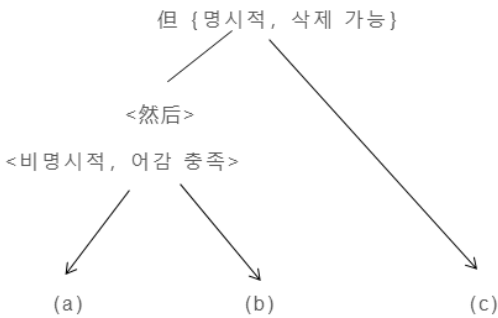 但 {명시적, 삭제 가능}
<然后>
<비명시적, 어감 충족>
(a)
(b)
(c)